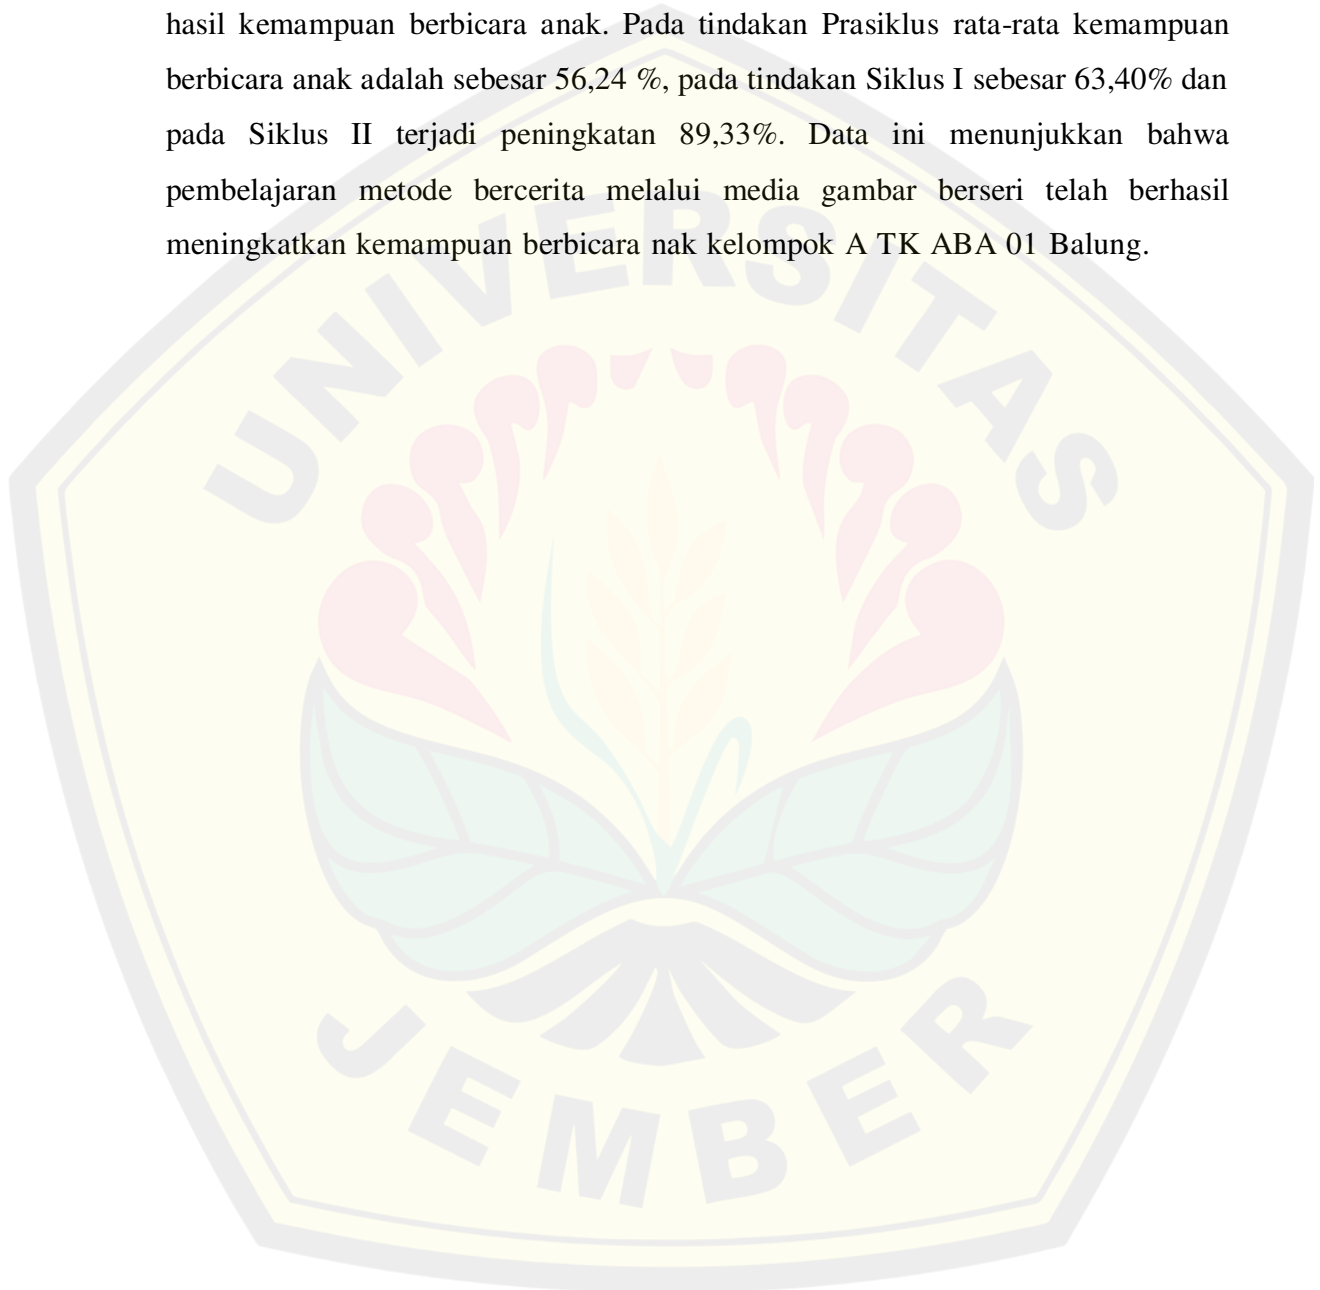 hasil kemampuan berbicara anak. Pada tindakan Prasiklus rata-rata kemampuan
berbicara anak adalah sebesar 56,24 %, pada tindakan Siklus I sebesar 63,40% dan
pada Siklus II terjadi peningkatan 89,33%. Data ini menunjukkan bahwa
pembelajaran metode bercerita melalui media gambar berseri telah berhasil
meningkatkan kemampuan berbicara nak kelompok A TK ABA 01 Balung.
UNIVERSITAS
JEMBER